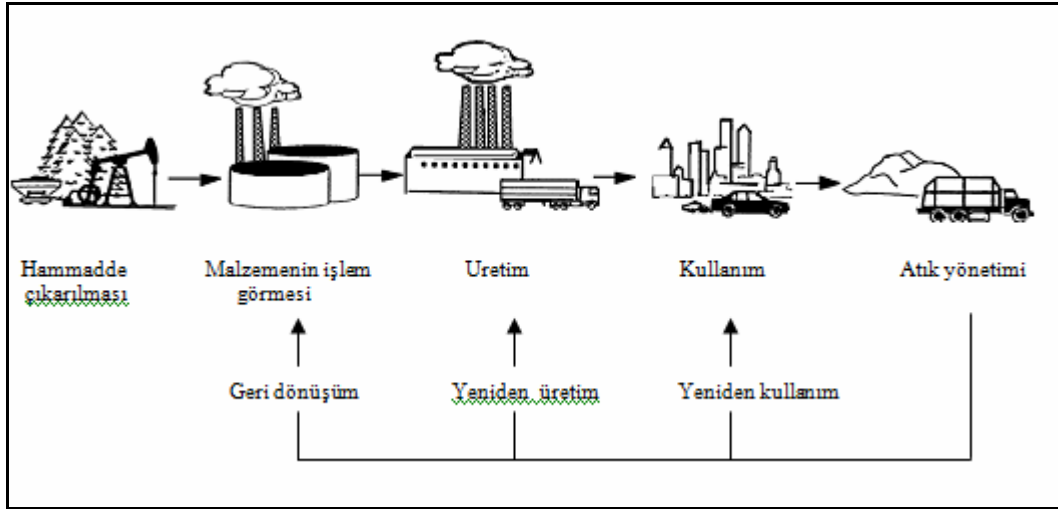 Hammadde
çıkarılması
Malzemenin işlem
görmesi
Uretim
Kullanım
Atık yönetimi
Geri dönüşüm
Yeniden üretim
Yeniden kullanım